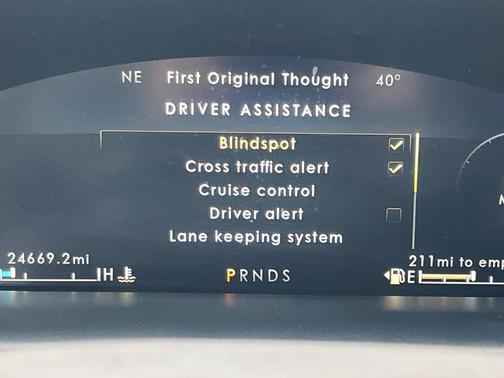 NE First Original Thought 40°
DRIVER ASSISTANCE
Blindspot
Cross traffic alert
Cruise control
Driver alert
Lane keeping system
24669.2mi
211mi to emp
H
PRNDS
E